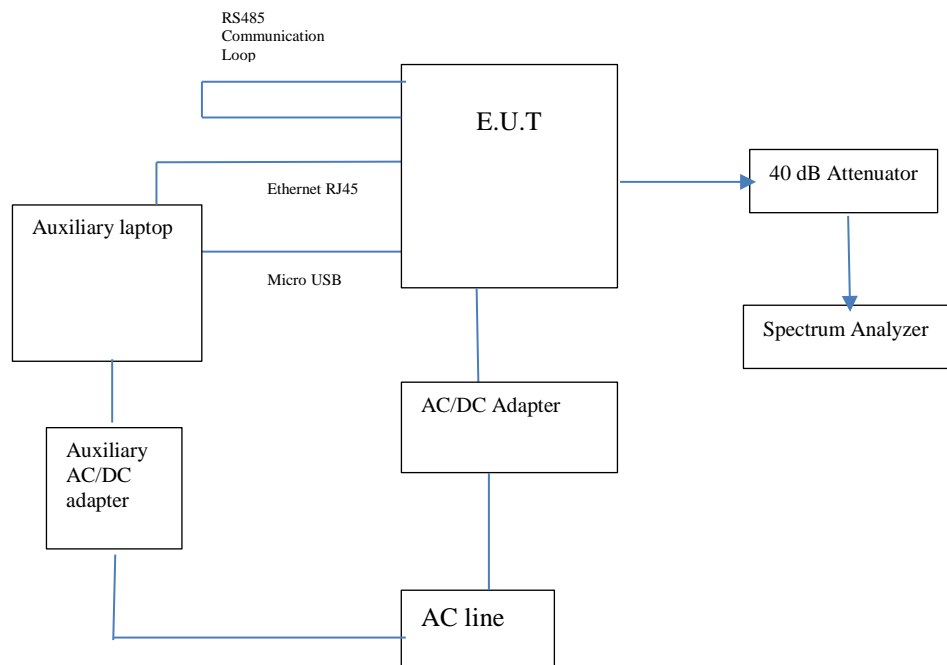 RS485
Communication
Loop
E.U.T
40 dB Attenuator
Ethernet RJ45
Auxiliary laptop
Micro USB
Spectrum Analyzer
AC/DC Adapter
Auxiliary
AC/DC
adapter
AC line